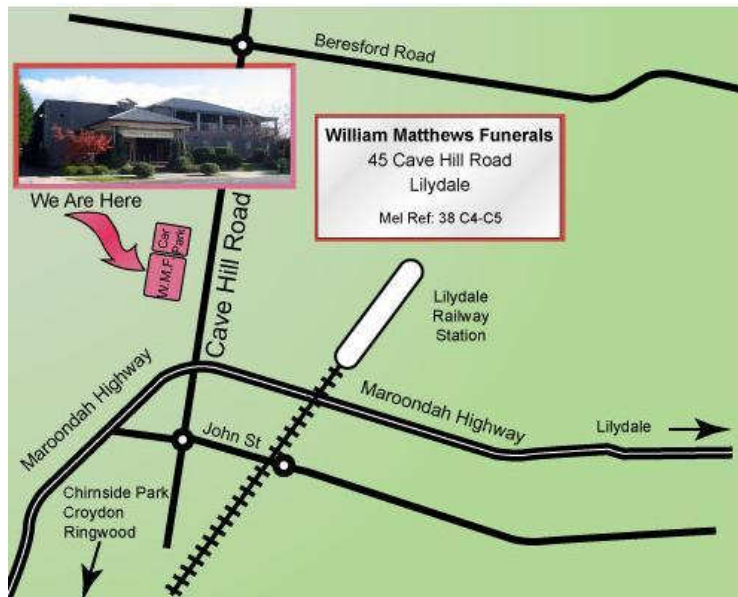 Beresford Road
William Matthews Funerals
45 Cave Hill Road
Lilydale
Mel Ref: 38 C4-C5
We Are Here
Car
Park
W.M.F
Cave Hill Road
Lilydale
Railway
Station
Maroondah Highway
Maroondah Highway
John St
Lilydale
Chirnside Park
Croydon
Ringwood